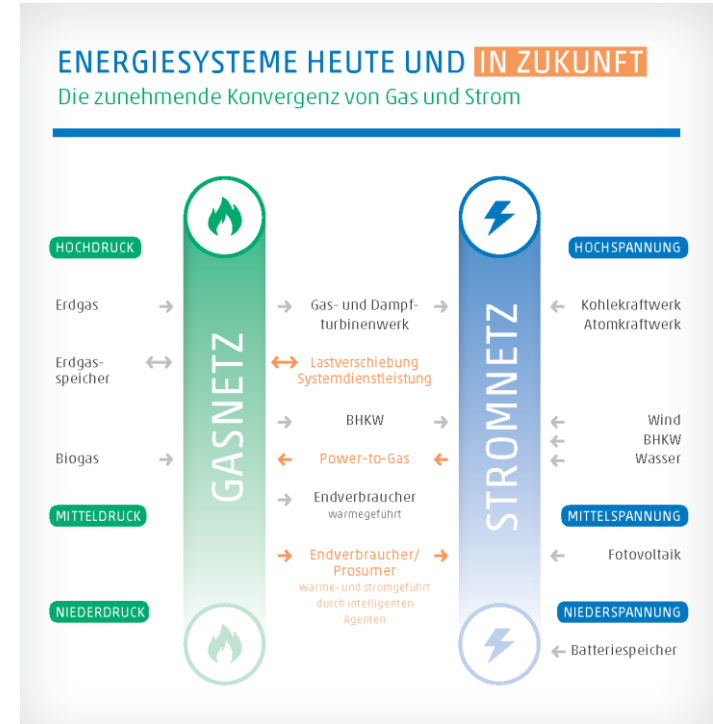 ENERGIESYSTEME HEUTE UND IN ZUKUNFT
Die zunehmende Konvergenz von Gas und Strom
HOCHDRUCK
Erdgas
Erdgas-
speicher
Biogas
MITTELDRUCK
NIEDERDRUCK
GASNETZ
Gas- und Dampf-
turbinenwerk
Lastverschiebung
Systemdienstleistung
BHKW
Power-to-Gas
Endverbraucher
wärmegeführt
Endverbraucher/
Prosumer
wärme- und stromgeführt
durch intelligenten
Agenten
STROMNETZ
HOCHSPANNUNG
Kohlekraftwerk
Atomkraftwerk
Wind
BHKW
Wasser
MITTELSPANNUNG
Fotovoltaik
NIEDERSPANNUNG
Batteriespeicher